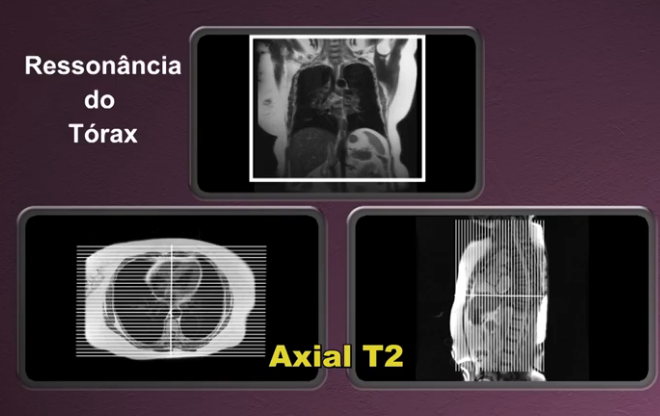 Ressonância
do
Tórax
Axial T2